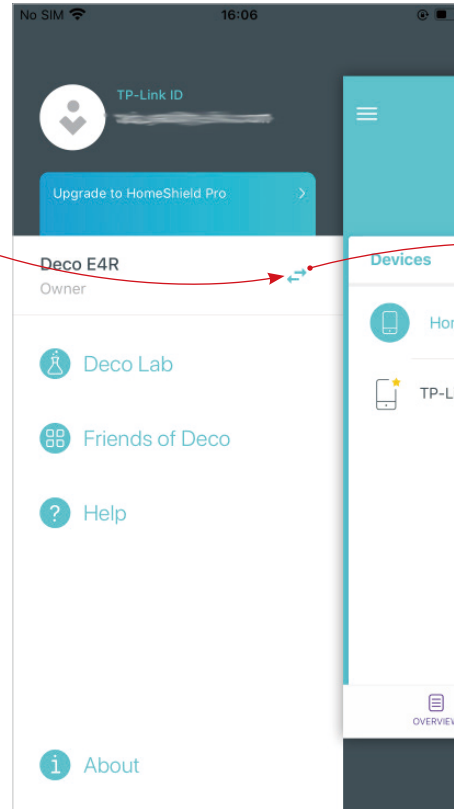 No SIM 16:06
TP-Link ID
Upgrade to HomeShield Pro
Deco E4R
Owner
Deco Lab
Friends of Deco
Help
About
Devices